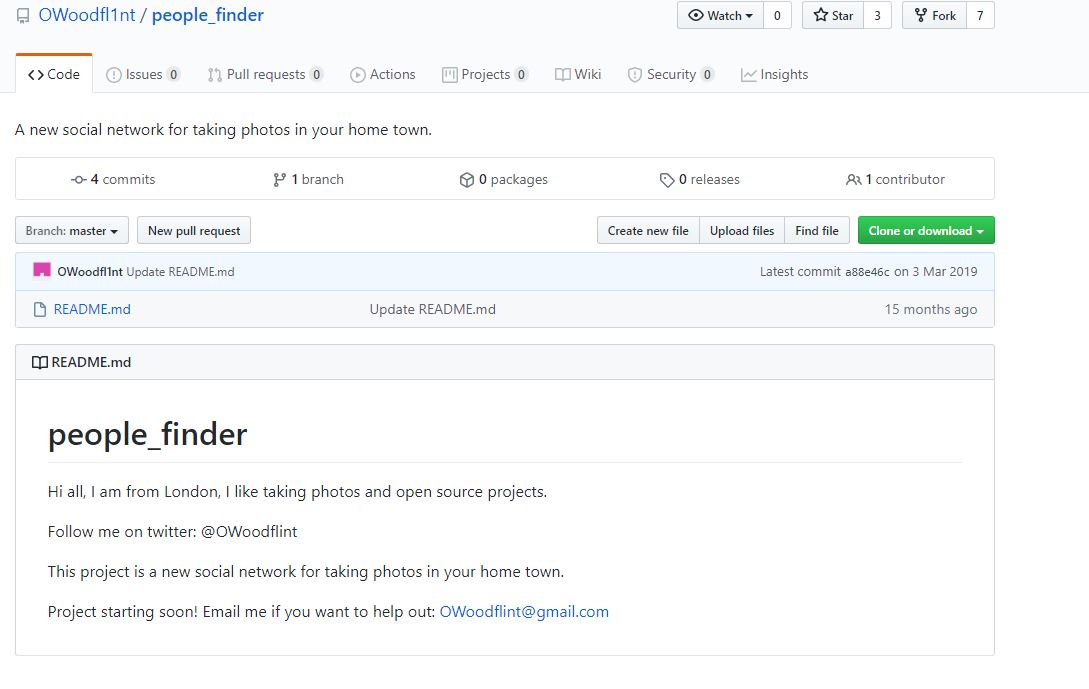 OWoodfl1nt / people_finder
Watch 0 Star 3 Fork 7
Code Issues 0 Pull requests 0 Actions Projects 0 Wiki Security 0 Insights
A new social network for taking photos in your home town.
4 commits 1 branch 0 packages 0 releases 1 contributor
Branch: master New pull request Create new file Upload files Find file Clone or download
OWoodfl1nt Update README.md Latest commit a88e46c on 3 Mar 2019
README.md Update README.md 15 months ago
README.md
people_finder
Hi all, I am from London, I like taking photos and open source projects.
Follow me on twitter: @OWoodflint
This project is a new social network for taking photos in your home town.
Project starting soon! Email me if you want to help out: OWoodflint@gmail.com